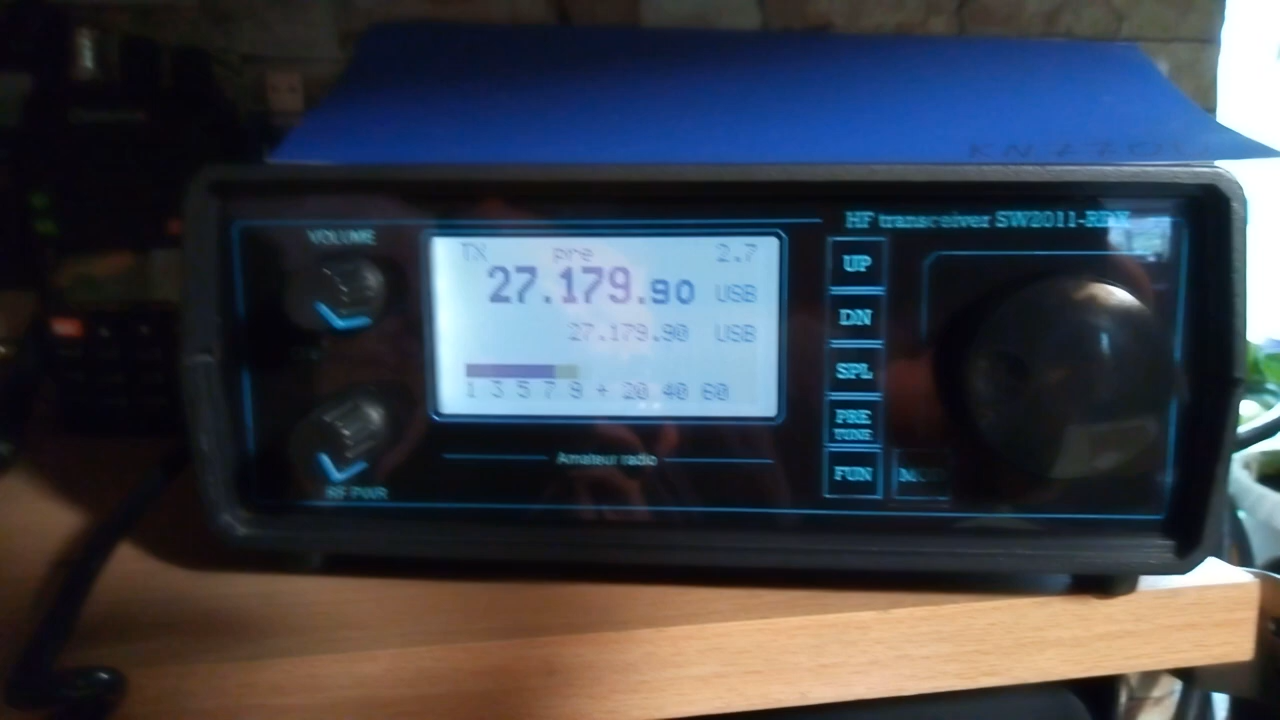 HF transceiver SW2011-RDX
VOLUME
TX pre 2.7
27.179.90 USB
27.179.90 USB
1 3 5 7 9 + 20 40 60
UP
DN
SPL
PRE
TUNE
FUN
Amateur radio
RF PWR